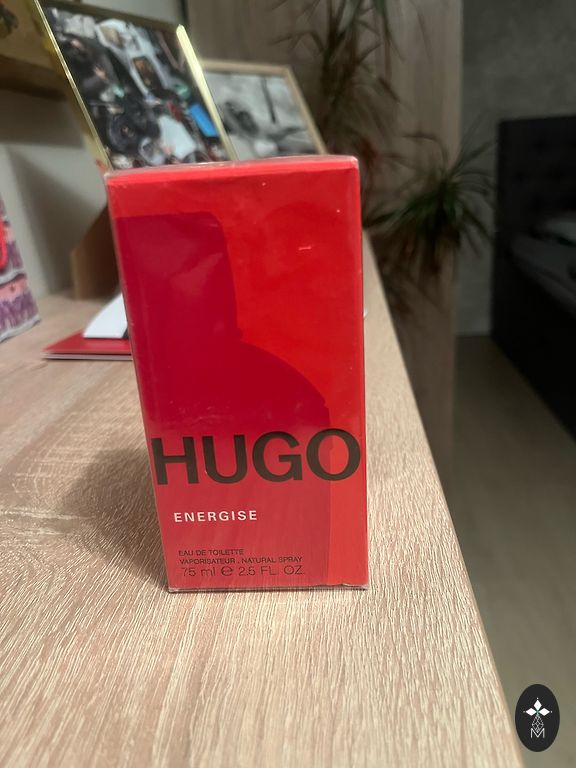 HUGO
ENERGISE
EAU DE TOILETTE
VAPORISATEUR . NATURAL SPRAY
75 ml ℮ 2.5 FL. OZ.
M